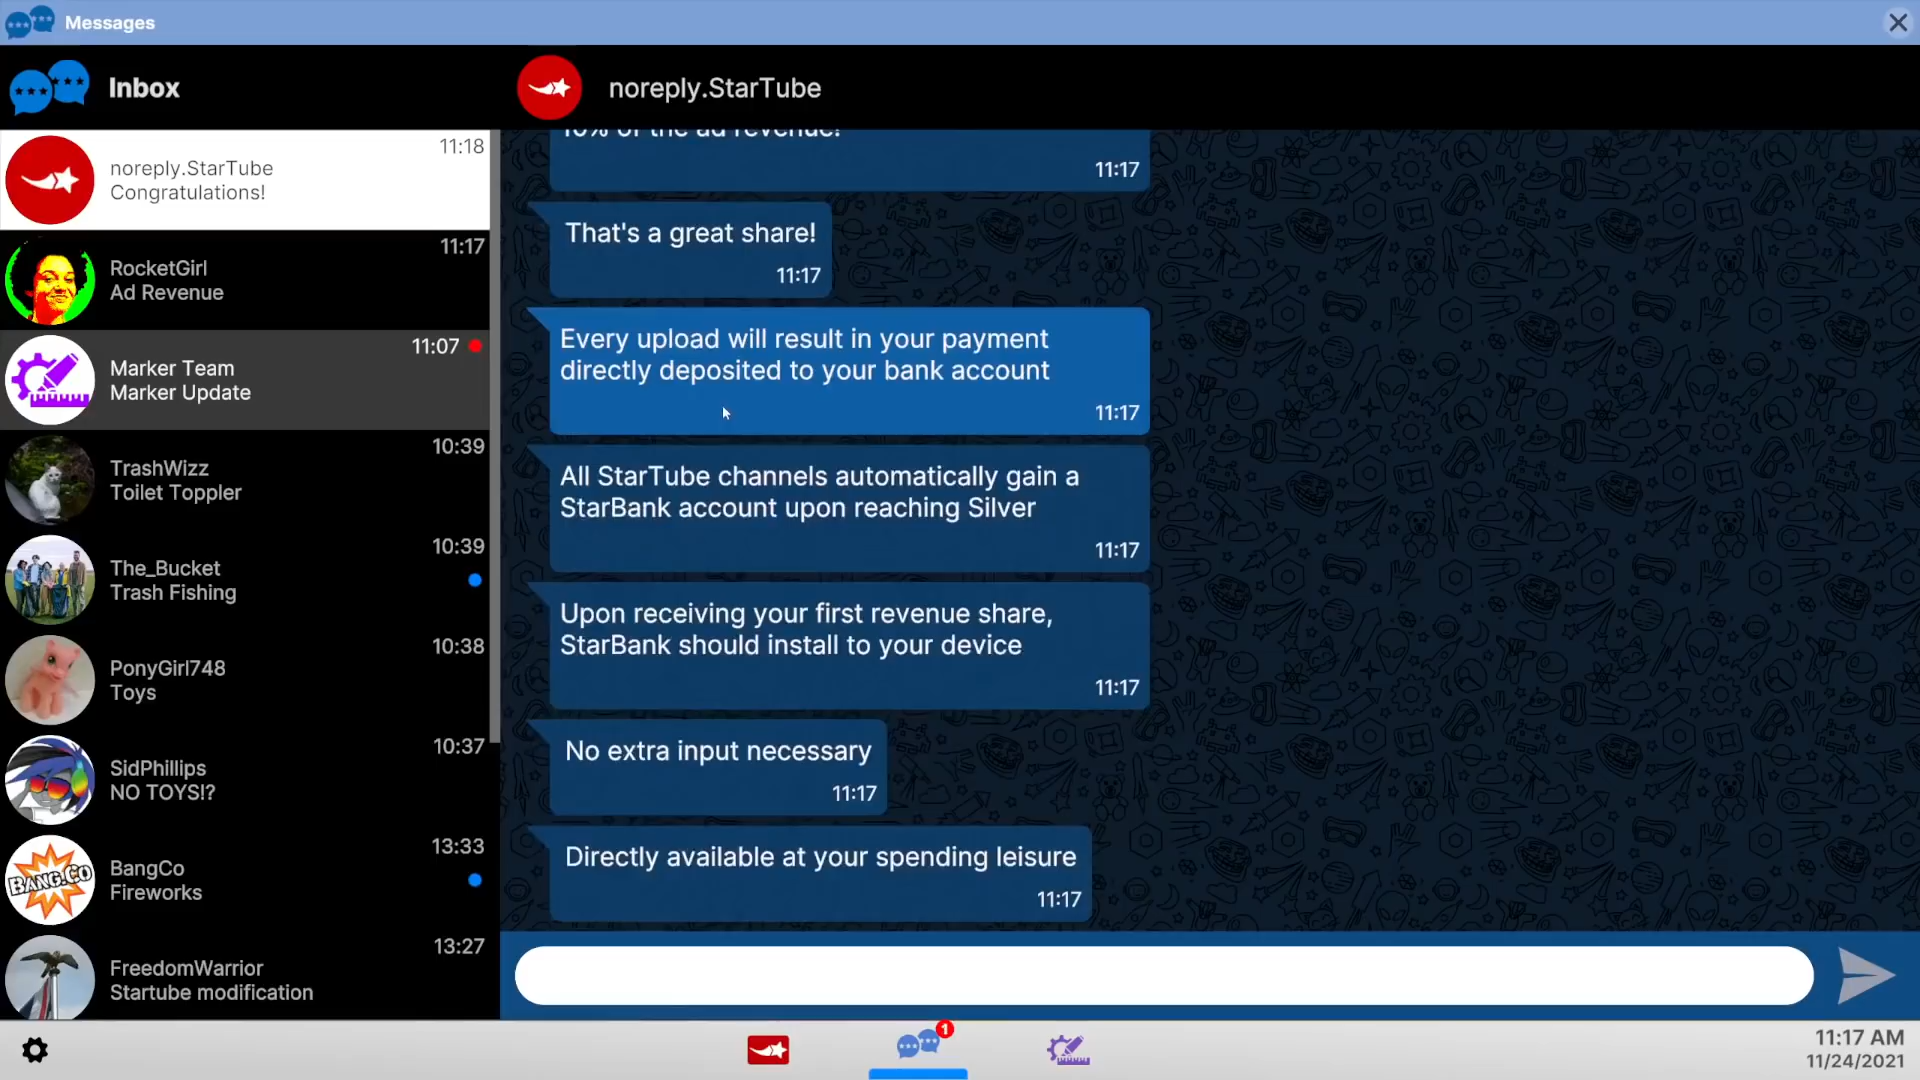 Messages
Inbox
noreply.StarTube
11:18
noreply.StarTube
Congratulations!
11:17
RocketGirl
Ad Revenue
11:07
Marker Team
Marker Update
10:39
TrashWizz
Toilet Toppler
10:39
The_Bucket
Trash Fishing
10:38
PonyGirl748
Toys
10:37
SidPhillips
NO TOYS!?
13:33
BANG.CO
BangCo
Fireworks
13:27
FreedomWarrior
Startube modification
10% of the ad revenue!
11:17
That's a great share!
11:17
Every upload will result in your payment
directly deposited to your bank account
11:17
All StarTube channels automatically gain a
StarBank account upon reaching Silver
11:17
Upon receiving your first revenue share,
StarBank should install to your device
11:17
No extra input necessary
11:17
Directly available at your spending leisure
11:17
1
11:17 AM
11/24/2021